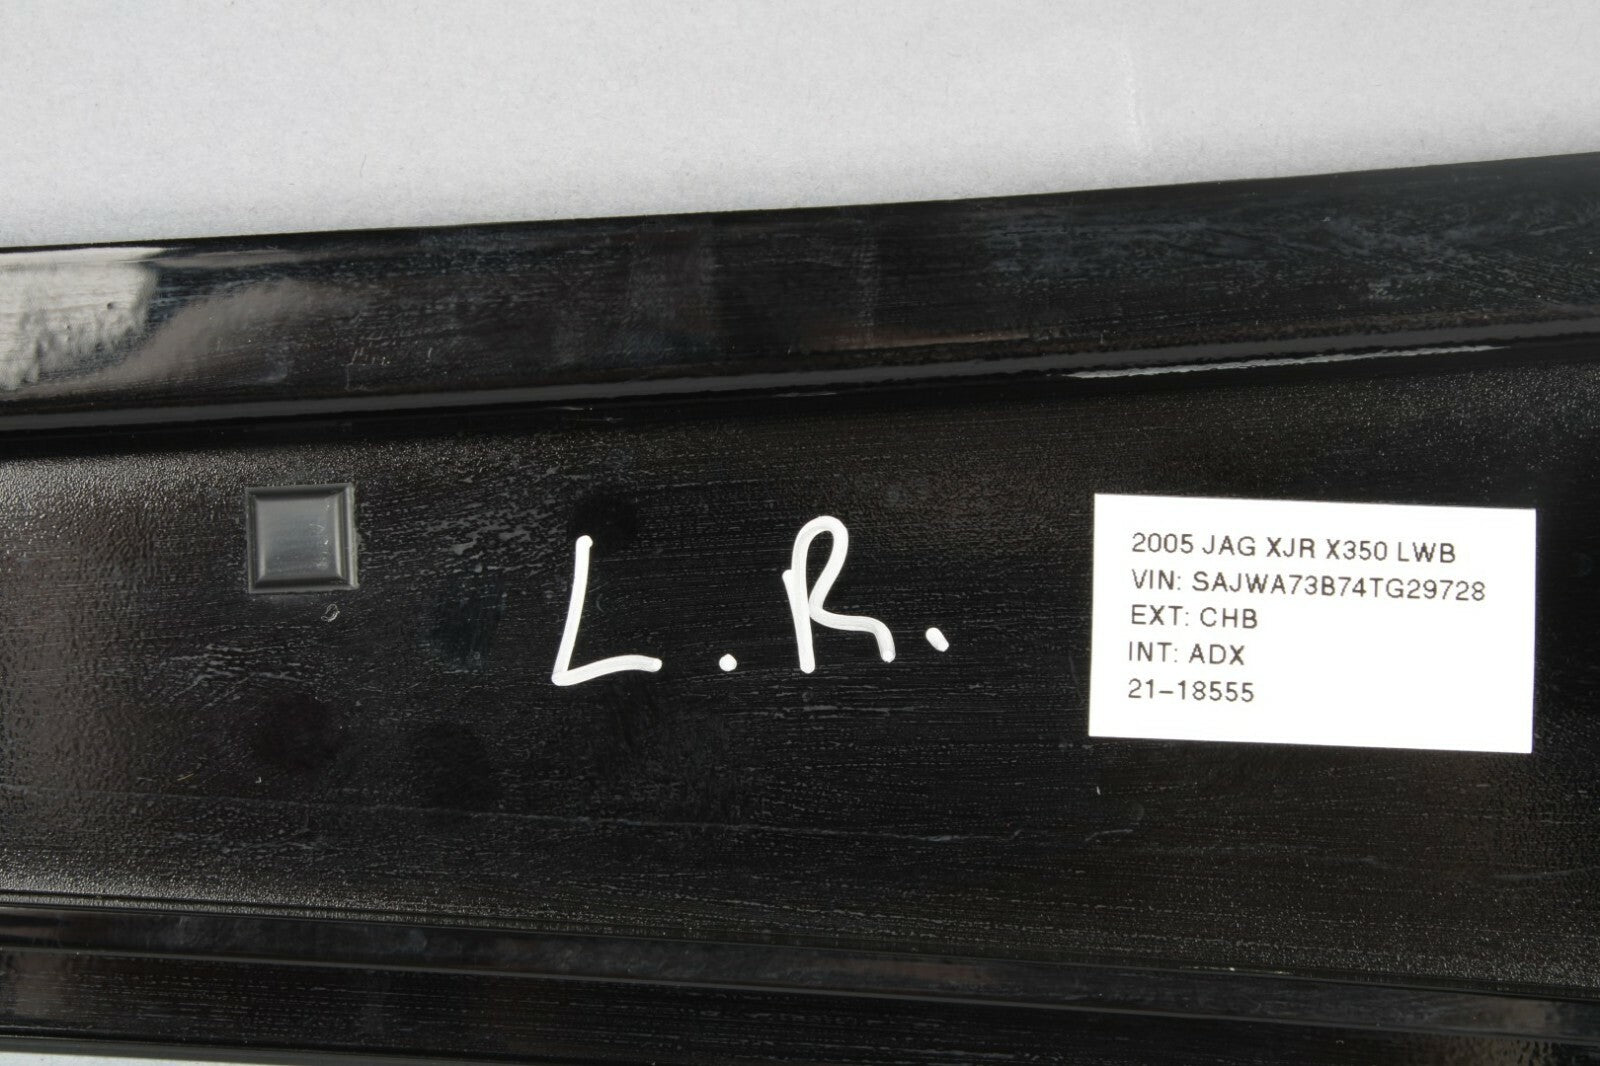 L.R.
2005 JAG XJR X350 LWB
VIN: SAJWA73B74TG29728
EXT: CHB
INT: ADX
21-18555